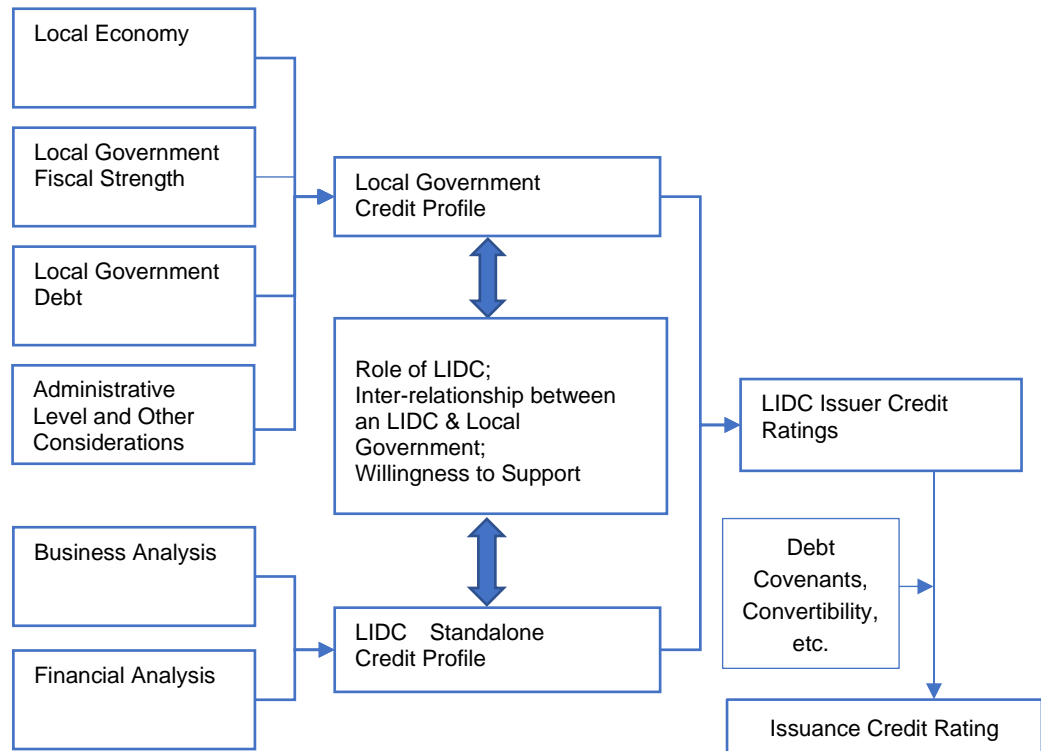 Local Economy
Local Government
Fiscal Strength
Local Government
Debt
Administrative
Level and Other
Considerations
Business Analysis
Financial Analysis
Local Government
Credit Profile
Role of LIDC;
Inter-relationship between
an LIDC & Local
Government;
Willingness to Support
LIDC Standalone
Credit Profile
LIDC Issuer Credit
Ratings
Debt
Covenants,
Convertibility,
etc.
Issuance Credit Rating